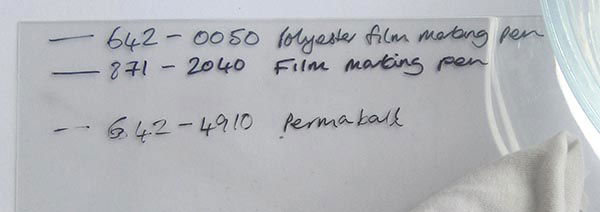 — 642-0050 Polyester film marking pen
— 871-2040 Film marking pen
-- 642-4910 Permaball